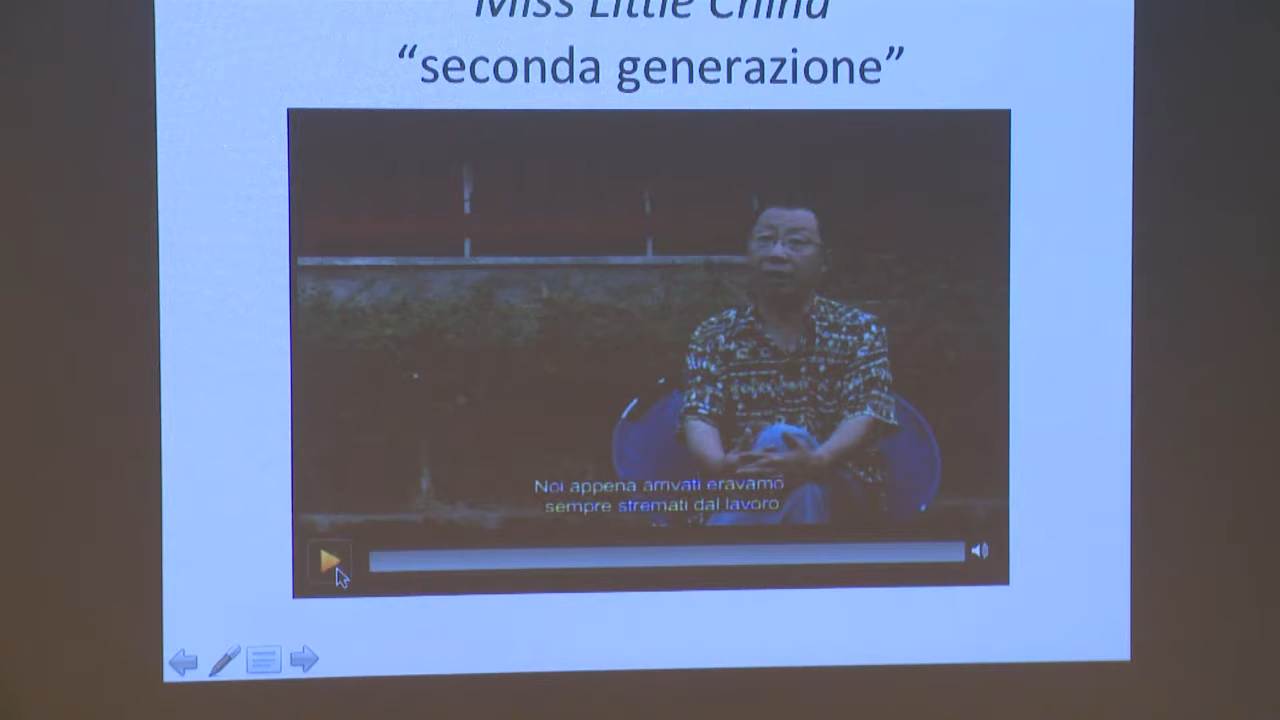 Miss Little China
“seconda generazione”
Noi appena arrivati eravamo
sempre stremati dal lavoro